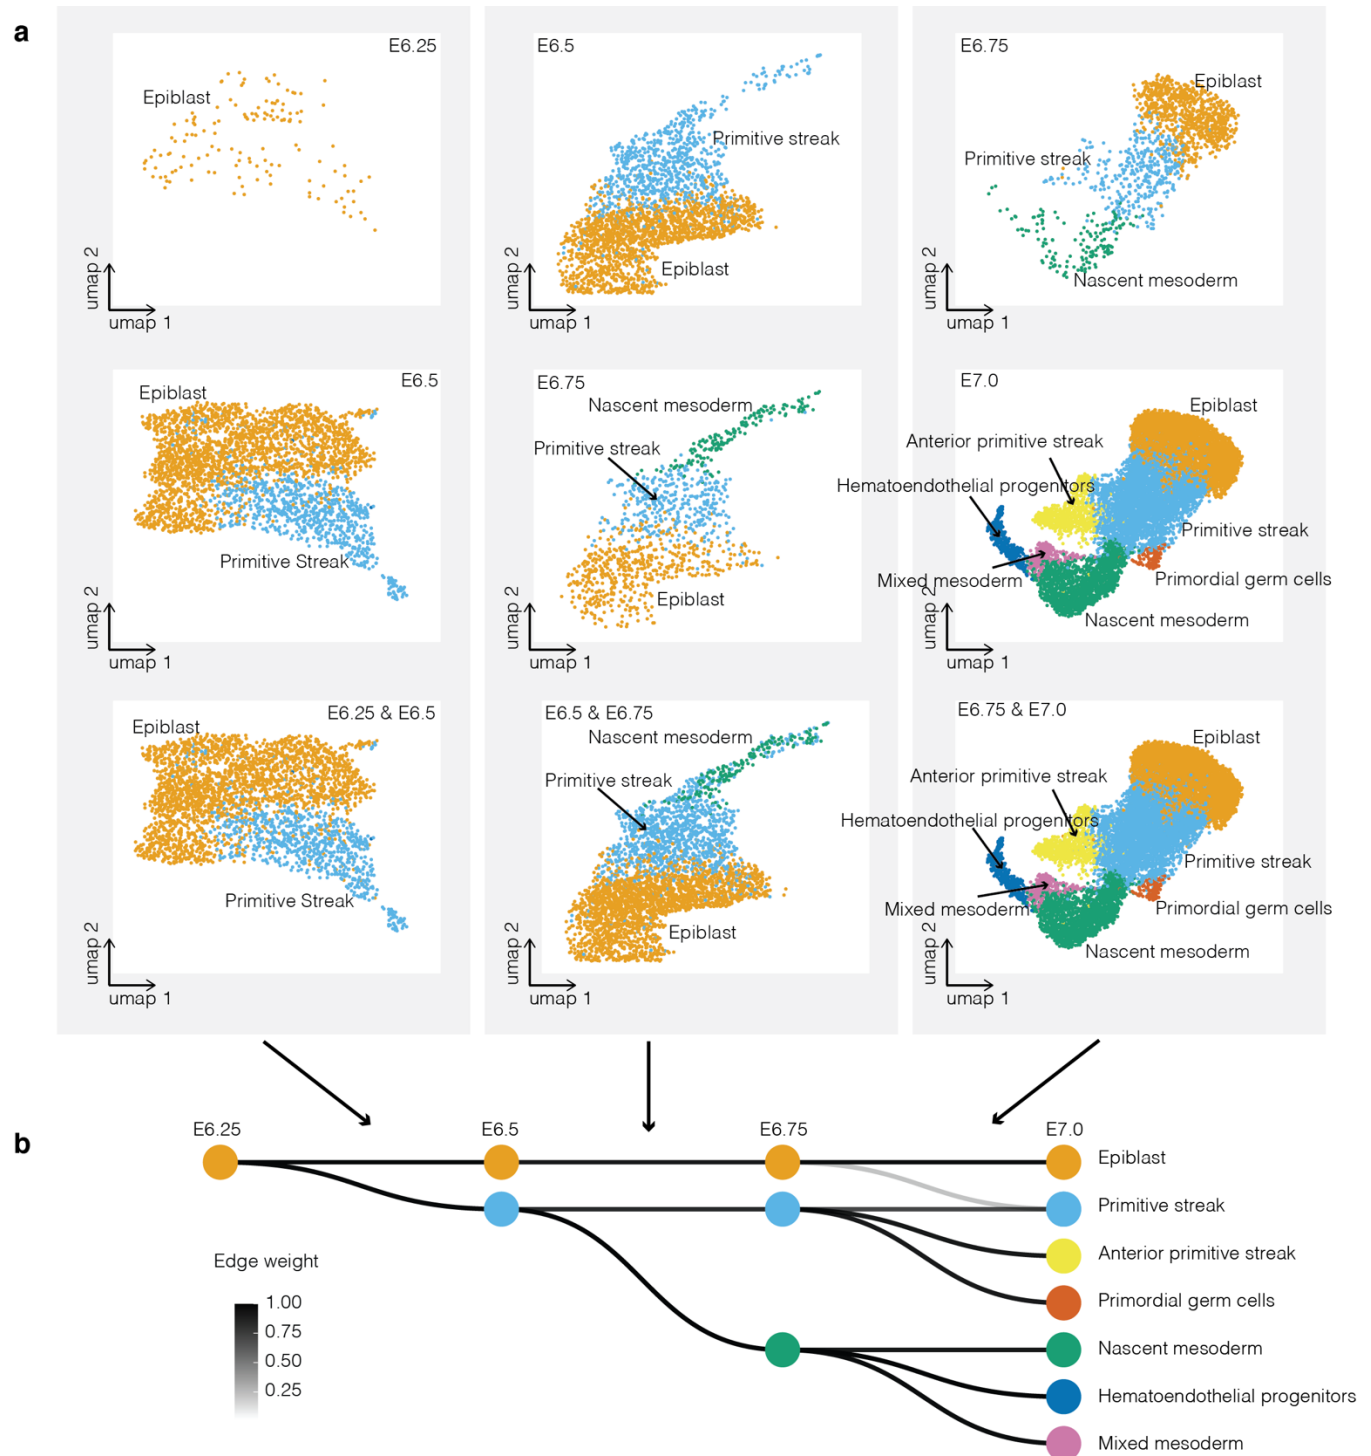 a
E6.25
Epiblast
umap 2
umap 1
E6.5
Primitive streak
Epiblast
umap 2
umap 1
E6.75
Epiblast
Primitive streak
Nascent mesoderm
umap 2
umap 1
E6.5
Epiblast
Primitive Streak
umap 2
umap 1
E6.75
Nascent mesoderm
Primitive streak
Epiblast
umap 2
umap 1
E7.0
Epiblast
Anterior primitive streak
Hematoendothelial progenitors
Primitive streak
Mixed mesoderm
Primordial germ cells
Nascent mesoderm
umap 2
umap 1
E6.25 & E6.5
Epiblast
Primitive Streak
umap 2
umap 1
E6.5 & E6.75
Nascent mesoderm
Primitive streak
Epiblast
umap 2
umap 1
E6.75 & E7.0
Epiblast
Anterior primitive streak
Hematoendothelial progenitors
Primitive streak
Mixed mesoderm
Primordial germ cells
Nascent mesoderm
umap 2
umap 1
b
E6.25
E6.5
E6.75
E7.0
Epiblast
Primitive streak
Anterior primitive streak
Primordial germ cells
Nascent mesoderm
Hematoendothelial progenitors
Mixed mesoderm
Edge weight
1.00
0.75
0.50
0.25